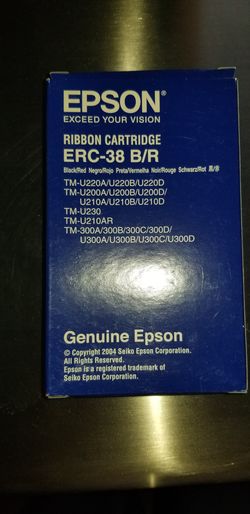 EPSON®
EXCEED YOUR VISION
RIBBON CARTRIDGE
ERC-38 B/R
Black/Red Negro/Rojo Preta/Vermelha Noir/Rouge Schwarz/Rot 黒/赤
TM-U220A/U220B/U220D
TM-U200A/U200B/U200D/
U210A/U210B/U210D
TM-U230
TM-U210AR
TM-300A/300B/300C/300D/
U300A/U300B/U300C/U300D
Genuine Epson
© Copyright 2004 Seiko Epson Corporation.
All Rights Reserved.
Epson is a registered trademark of
Seiko Epson Corporation.